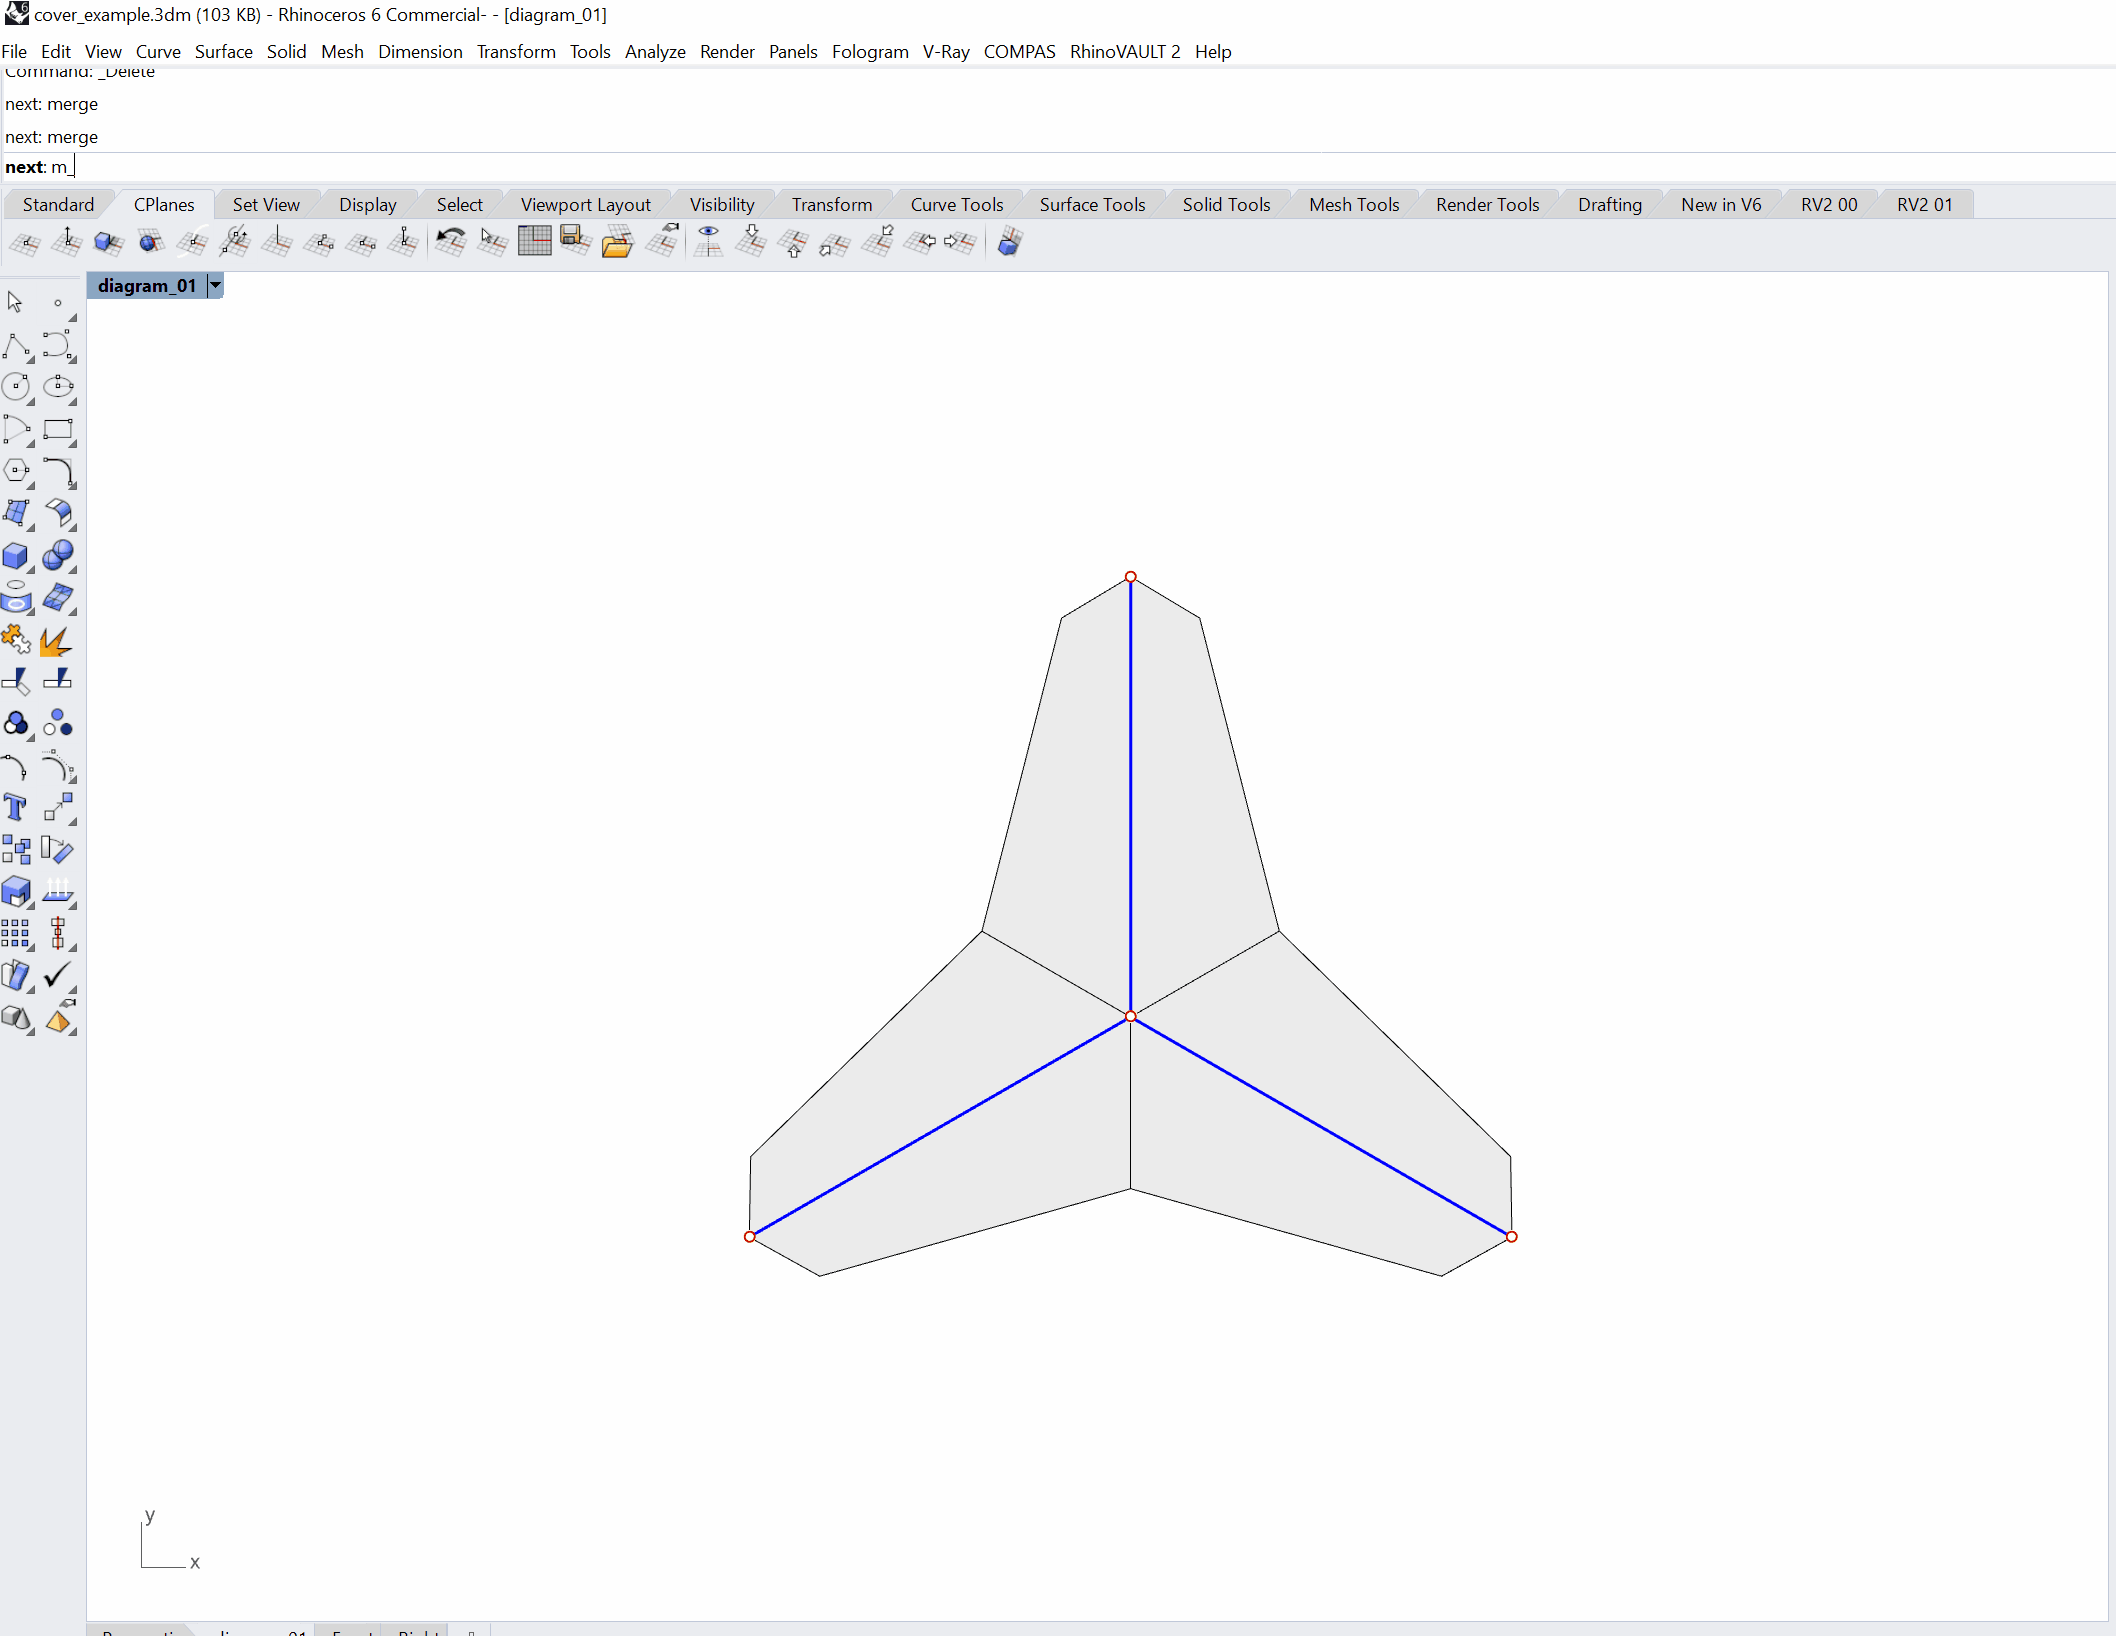 cover_example.3dm (103 KB) - Rhinoceros 6 Commercial- - [diagram_01]
File Edit View Curve Surface Solid Mesh Dimension Transform Tools Analyze Render Panels Fologram V-Ray COMPAS RhinoVAULT 2 Help
Command: _Delete
next: merge
next: merge
next: m_
Standard CPlanes Set View Display Select Viewport Layout Visibility Transform Curve Tools Surface Tools Solid Tools Mesh Tools Render Tools Drafting New in V6 RV2 00 RV2 01
diagram_01
y
x